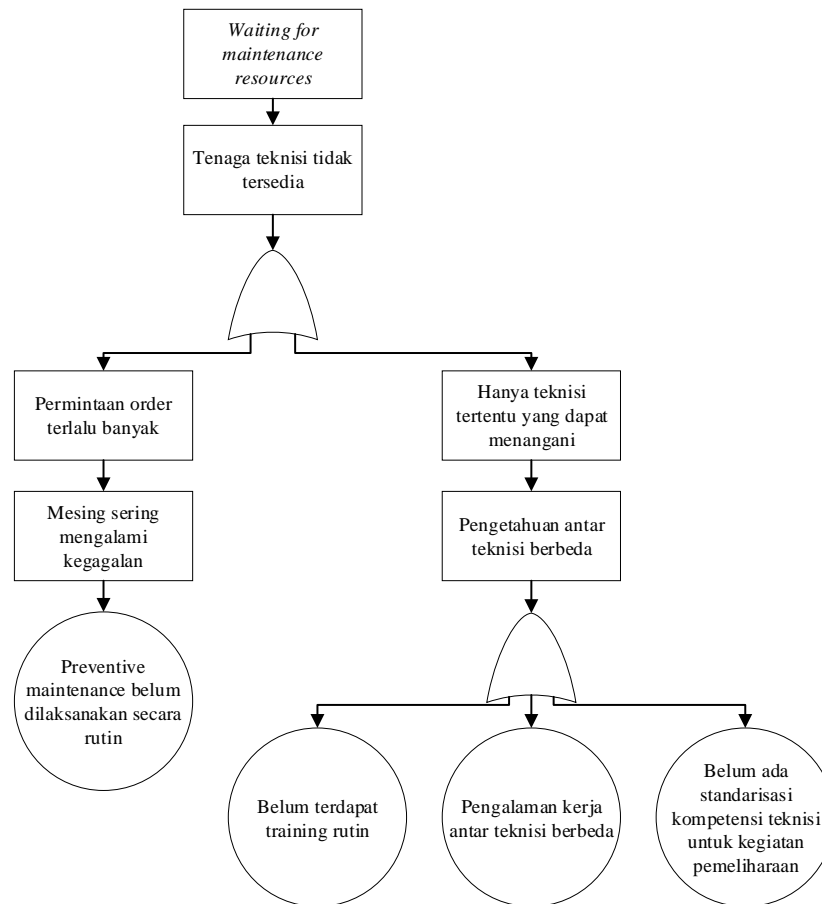 Waiting for
maintenance
resources
Tenaga teknisi tidak
tersedia
Permintaan order
terlalu banyak
Hanya teknisi
tertentu yang dapat
menangani
Mesing sering
mengalami
kegagalan
Pengetahuan antar
teknisi berbeda
Preventive
maintenance belum
dilaksanakan secara
rutin
Belum terdapat
training rutin
Pengalaman kerja
antar teknisi berbeda
Belum ada
standarisasi
kompetensi teknisi
untuk kegiatan
pemeliharaan